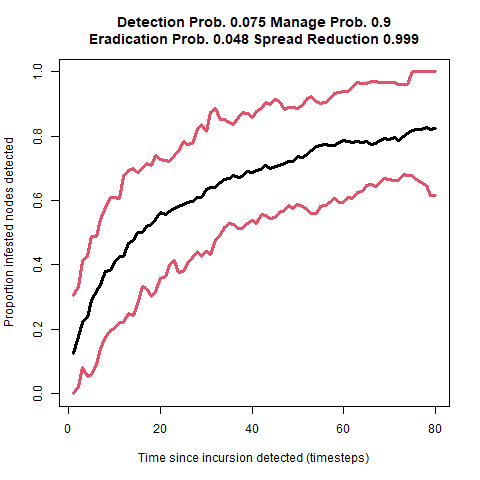 Detection Prob. 0.075 Manage Prob. 0.9
Eradication Prob. 0.048 Spread Reduction 0.999
Proportion infested nodes detected
1.0
0.8
0.6
0.4
0.2
0.0
0 20 40 60 80
Time since incursion detected (timesteps)